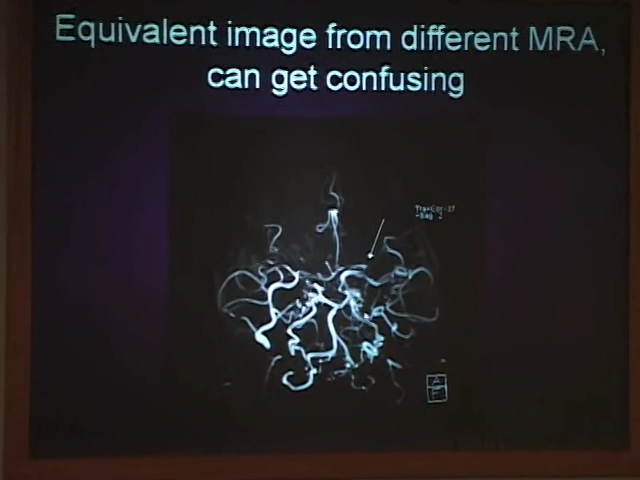 Equivalent image from different MRA,
can get confusing